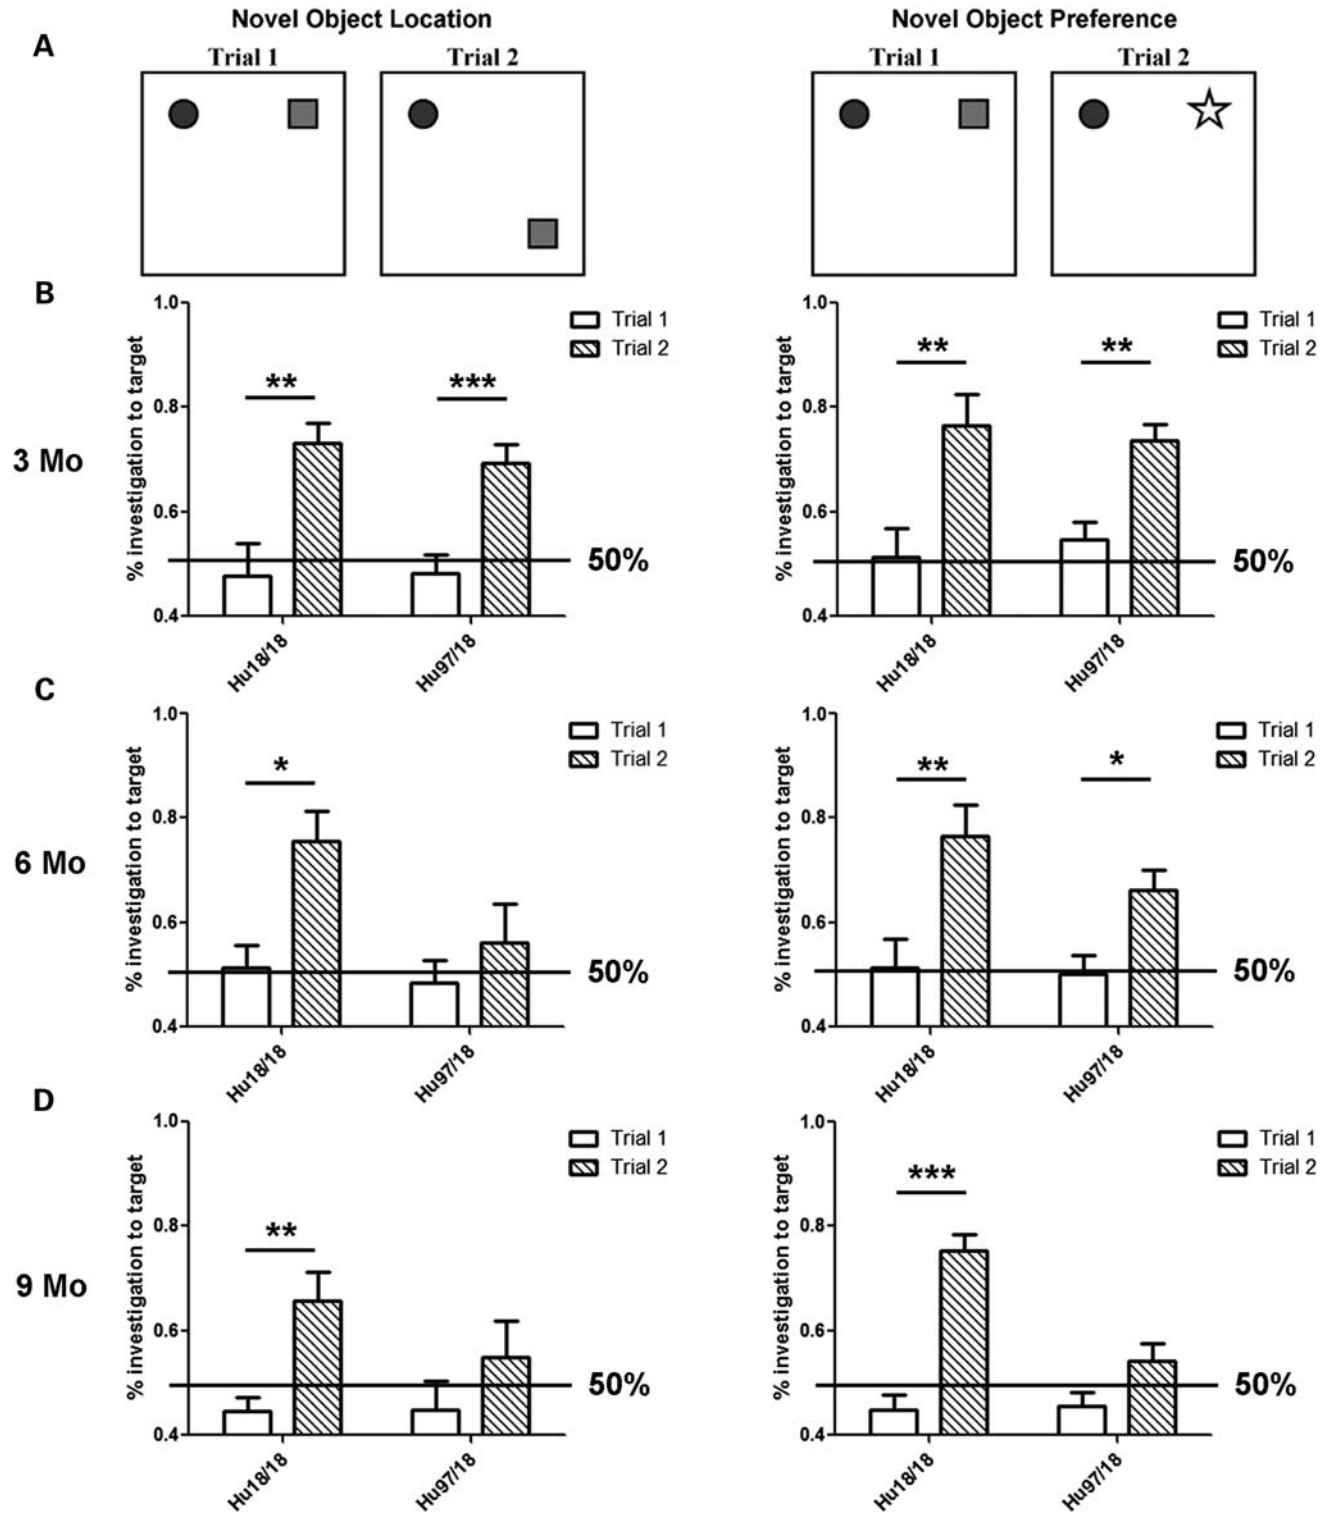 Novel Object Location
Novel Object Preference
A
Trial 1
Trial 2
Trial 1
Trial 2
B
3 Mo
% investigation to target
1.0
0.8
0.6
0.4
**
***
Trial 1
Trial 2
50%
Hu18/18
Hu97/18
% investigation to target
1.0
0.8
0.6
0.4
**
**
Trial 1
Trial 2
50%
Hu18/18
Hu97/18
C
6 Mo
% investigation to target
1.0
0.8
0.6
0.4
*
Trial 1
Trial 2
50%
Hu18/18
Hu97/18
% investigation to target
1.0
0.8
0.6
0.4
**
*
Trial 1
Trial 2
50%
Hu18/18
Hu97/18
D
9 Mo
% investigation to target
1.0
0.8
0.6
0.4
**
Trial 1
Trial 2
50%
Hu18/18
Hu97/18
% investigation to target
1.0
0.8
0.6
0.4
***
Trial 1
Trial 2
50%
Hu18/18
Hu97/18